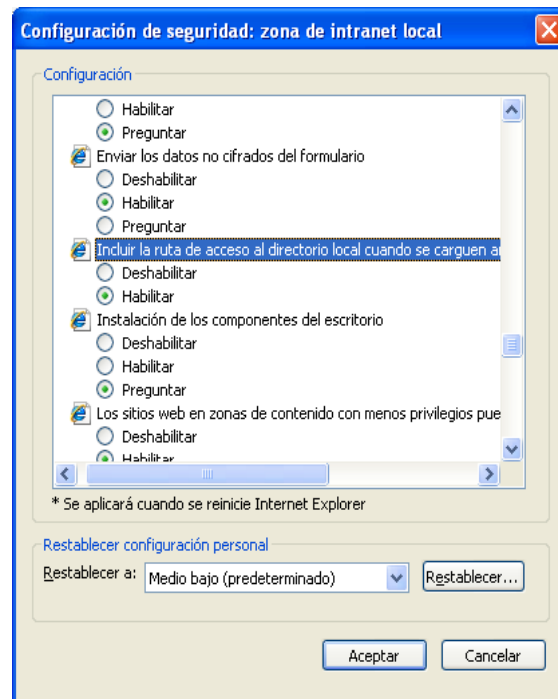 Configuración de seguridad: zona de intranet local
Configuración
Habilitar
Preguntar
Enviar los datos no cifrados del formulario
Deshabilitar
Habilitar
Preguntar
Incluir la ruta de acceso al directorio local cuando se carguen
Deshabilitar
Habilitar
Instalación de los componentes del escritorio
Deshabilitar
Habilitar
Preguntar
Los sitios web en zonas de contenido con menos privilegios pue
Deshabilitar
Habilitar
* Se aplicará cuando se reinicie Internet Explorer
Restablecer configuración personal
Restablecer a: Medio bajo (predeterminado) Restablecer...
Aceptar Cancelar